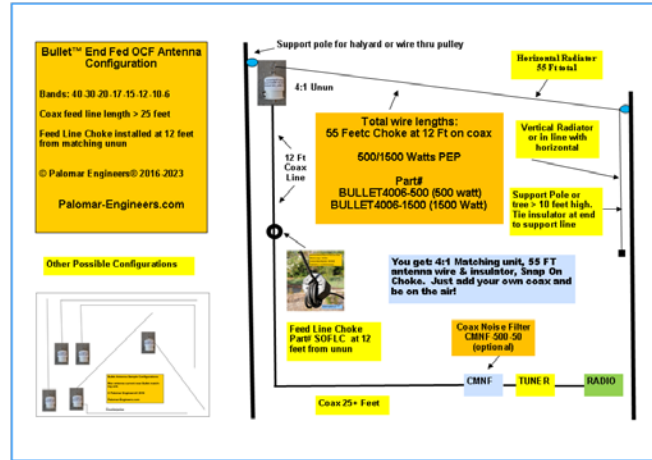 Bullet™ End Fed OCF Antenna
Configuration
Bands: 40-30-20-17-15-12-10-6
Coax feed line length > 25 feet
Feed Line Choke installed at 12 feet
from matching unun
© Palomar Engineers® 2016-2023
Palomar-Engineers.com
Other Possible Configurations
Support pole for halyard or wire thru pulley
4:1 Unun
Horizontal Radiator
55 Ft total
Total wire lengths:
55 Feetc Choke at 12 Ft on coax
500/1500 Watts PEP
Part#
BULLET4006-500 (500 watt)
BULLET4006-1500 (1500 Watt)
Vertical Radiator
or in line with
horizontal
12 Ft
Coax
Line
Support Pole or
tree > 10 feet high.
Tie insulator at end
to support line
You get: 4:1 Matching unit, 55 FT
antenna wire & insulator, Snap On
Choke. Just add your own coax and
be on the air!
Feed Line Choke
Part# SOFLC at 12
feet from unun
Coax Noise Filter
CMNF-500-50
(optional)
CMNF
TUNER
RADIO
Coax 25+ Feet